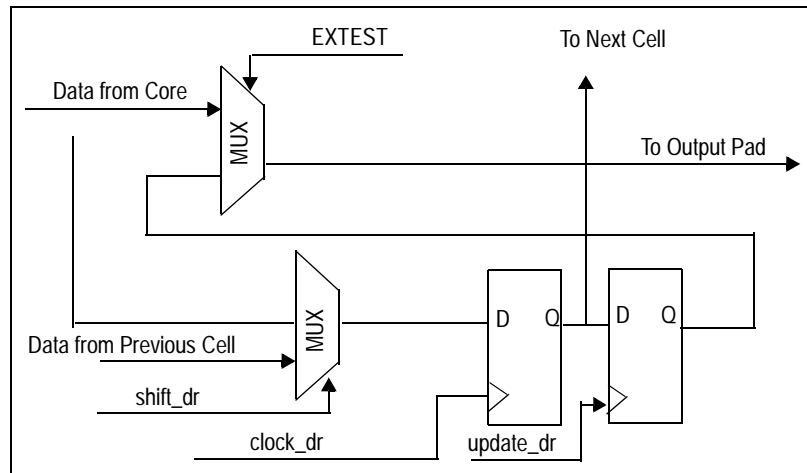 EXTEST
To Next Cell
Data from Core
MUX
To Output Pad
MUX
D Q
D Q
Data from Previous Cell
shift_dr
clock_dr
update_dr